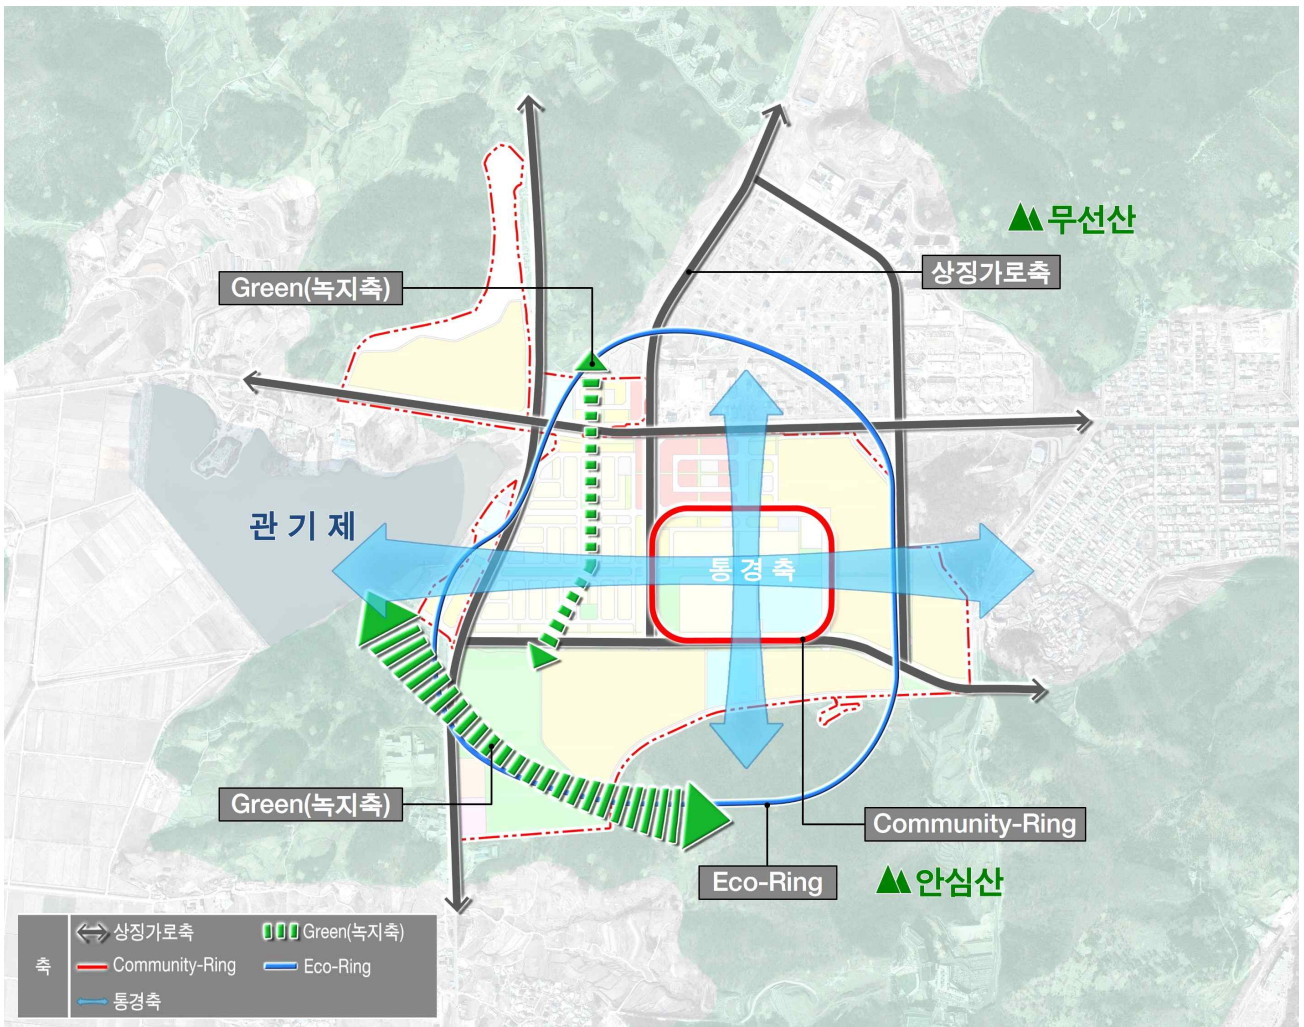 무선산
상징가로축
Green(녹지축)
관기제
통경축
Green(녹지축)
Community-Ring
Eco-Ring
안심산
축
상징가로축
Green(녹지축)
Community-Ring
Eco-Ring
통경축